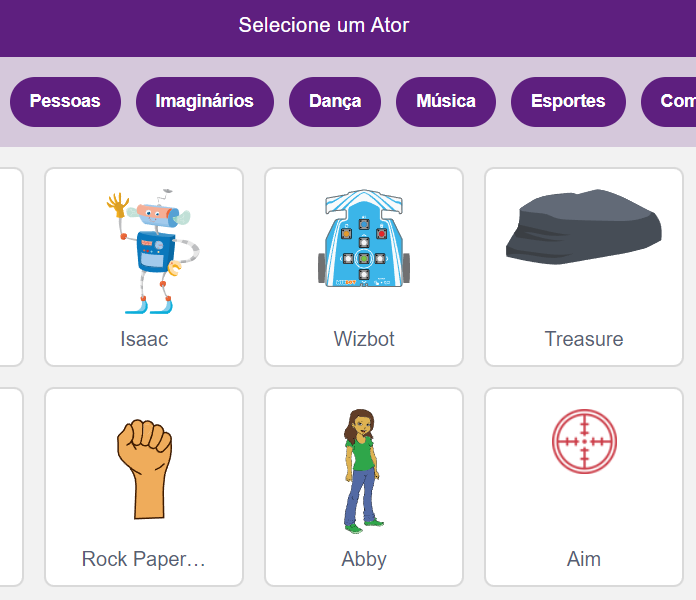 Selecione um Ator
Pessoas Imaginários Dança Música Esportes Com
Isaac Wizbot Treasure
Rock Paper… Abby Aim